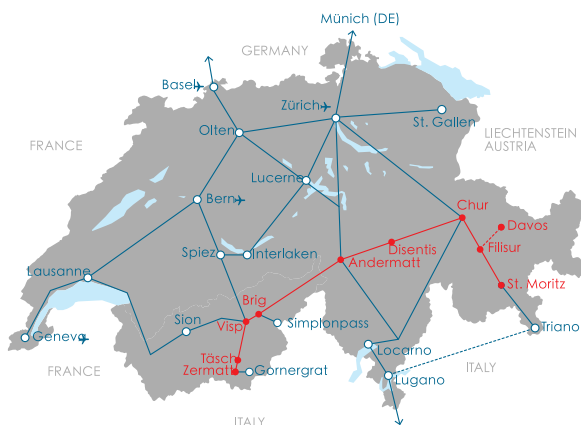 Münich (DE)
GERMANY
Basel
Zürich
St. Gallen
Olten
FRANCE
LIECHTENSTEIN
AUSTRIA
Lucerne
Bern
Chur
Davos
Disentis
Filisur
Spiez
Interlaken
Andermatt
Lausanne
St. Moritz
Brig
Sion
Visp
Simplonpass
Triano
Geneva
Locarno
Täsch
FRANCE
Zermatt
Gornergrat
ITALY
Lugano
ITALY